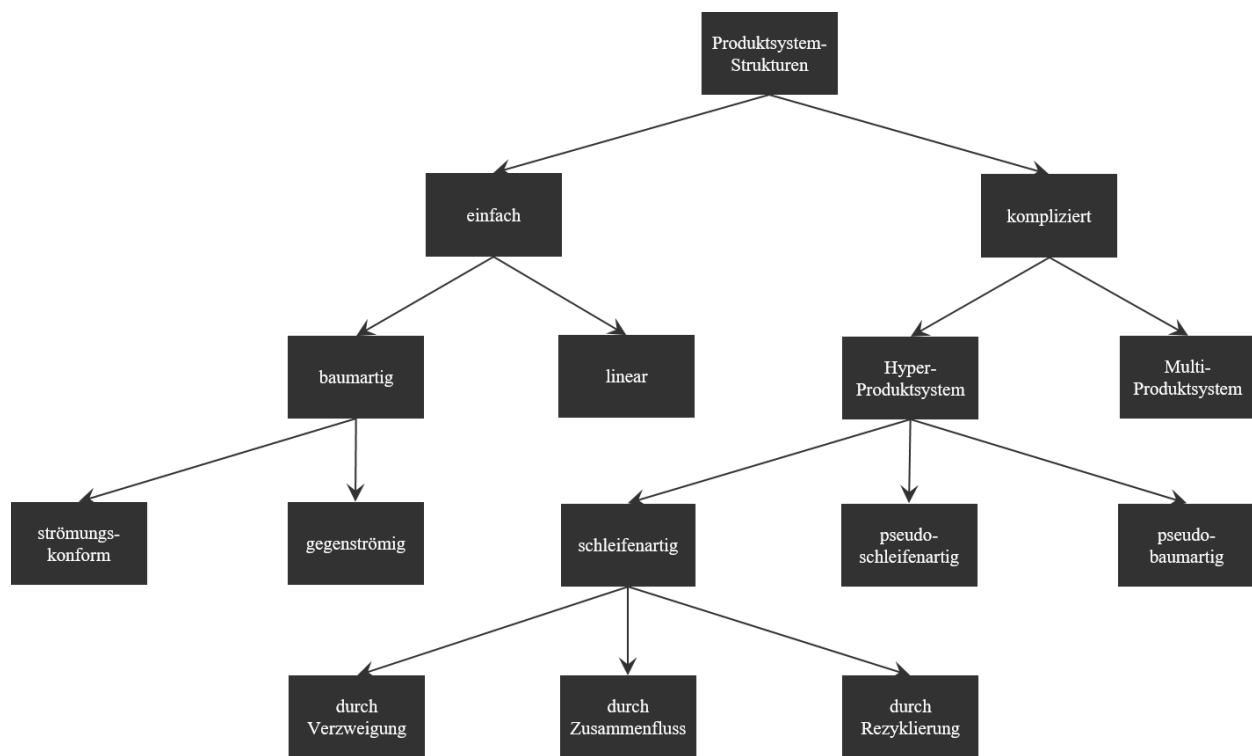 Produktsystem-
Strukturen
einfach
kompliziert
baumartig
linear
Hyper-
Produktsystem
Multi-
Produktsystem
strömungs-
konform
gegenströmig
schleifenartig
pseudo-
schleifenartig
pseudo-
baumartig
durch
Verzweigung
durch
Zusammenfluss
durch
Rezyklierung